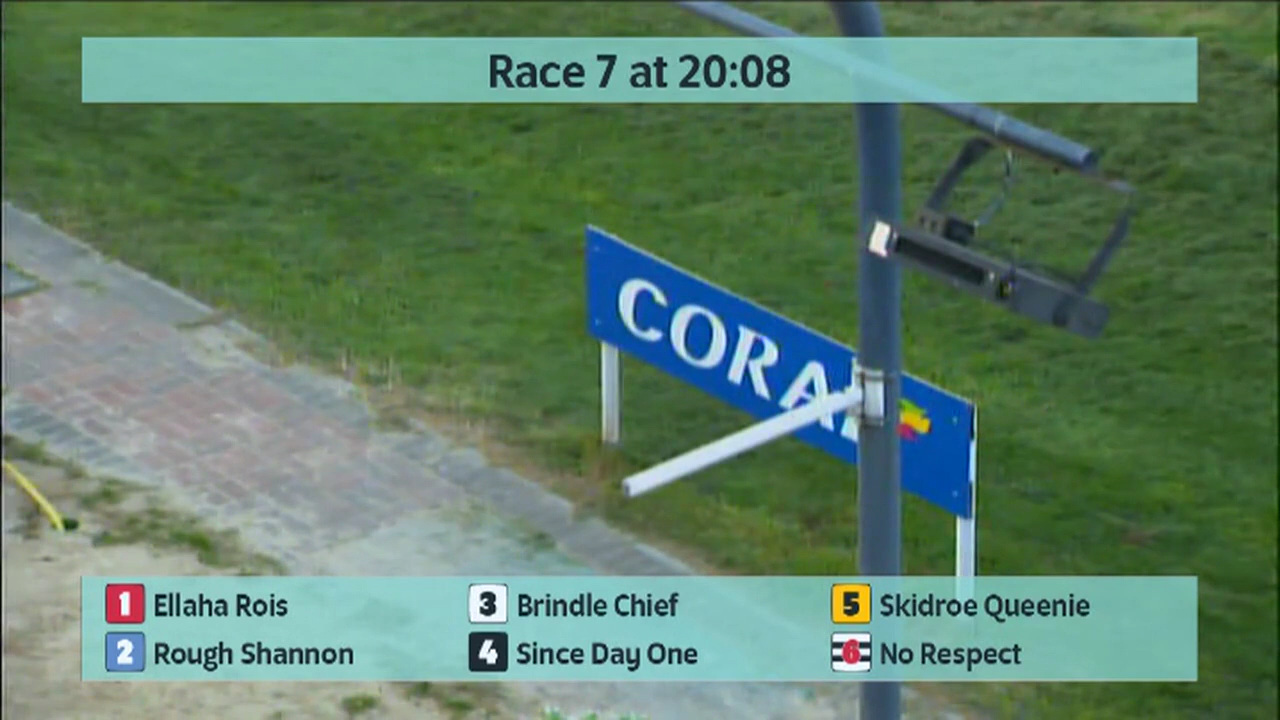 Race 7 at 20:08
CORAL
1 Ellaha Rois
2 Rough Shannon
3 Brindle Chief
4 Since Day One
5 Skidroe Queenie
6 No Respect